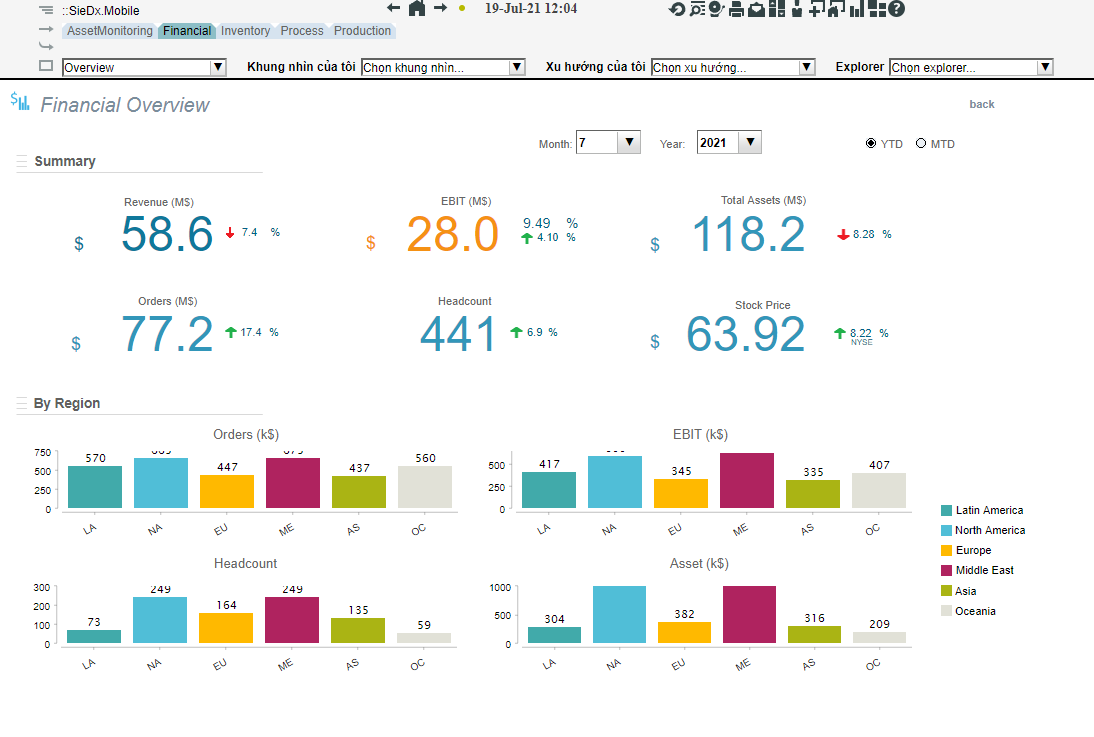 ::SieDx.Mobile
19-Jul-21 12:04
AssetMonitoring Financial Inventory Process Production
Overview Khung nhìn của tôi Chọn khung nhìn... Xu hướng của tôi Chọn xu hướng... Explorer Chọn explorer...
Financial Overview
back
Month: 7 Year: 2021 YTD MTD
Summary
Revenue (M$) EBIT (M$) Total Assets (M$)
$ 58.6 7.4 % $ 28.0 9.49 % $ 118.2 8.28 %
4.10 %
Orders (M$) Headcount Stock Price
$ 77.2 17.4 % 441 6.9 % $ 63.92 8.22 %
NYSE
By Region
Orders (k$)
750
500
250
0
570 447 437 560
LA NA EU ME AS OC
EBIT (k$)
500
250
0
417 345 335 407
LA NA EU ME AS OC
Headcount
300
200
100
0
73 249 164 249 135 59
LA NA EU ME AS OC
Asset (k$)
1000
500
0
304 382 316 209
LA NA EU ME AS OC
Latin America
North America
Europe
Middle East
Asia
Oceania